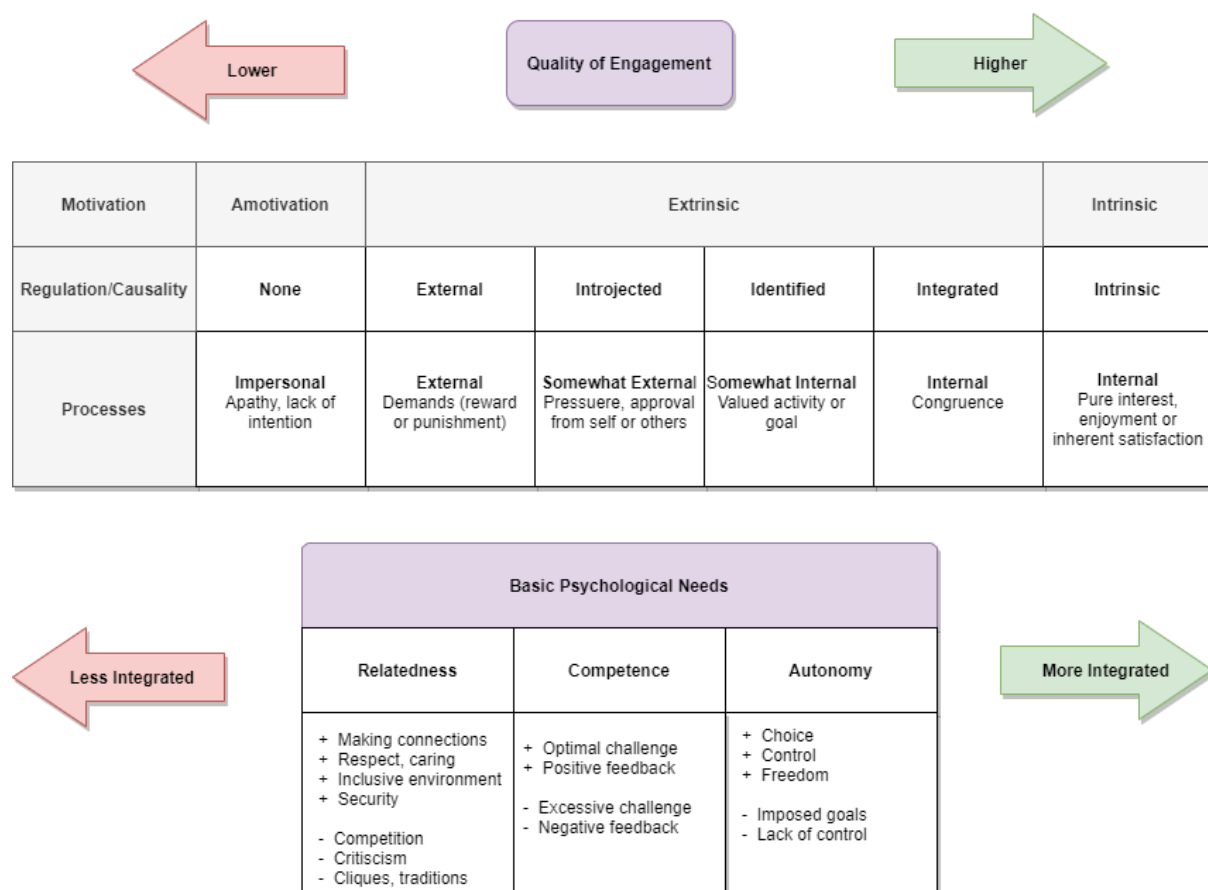 Lower
Quality of Engagement
Higher
Motivation
Amotivation
Extrinsic
Intrinsic
Regulation/Causality
None
External
Introjected
Identified
Integrated
Intrinsic
Processes
Impersonal
Apathy, lack of
intention
External
Demands (reward
or punishment)
Somewhat External
Pressuere, approval
from self or others
Somewhat Internal
Valued activity or
goal
Internal
Congruence
Internal
Pure interest,
enjoyment or
inherent satisfaction
Basic Psychological Needs
Less Integrated
More Integrated
Relatedness
Competence
Autonomy
+ Making connections
+ Respect, caring
+ Inclusive environment
+ Security
- Competition
- Critiscism
- Cliques, traditions
+ Optimal challenge
+ Positive feedback
- Excessive challenge
- Negative feedback
+ Choice
+ Control
+ Freedom
- Imposed goals
- Lack of control